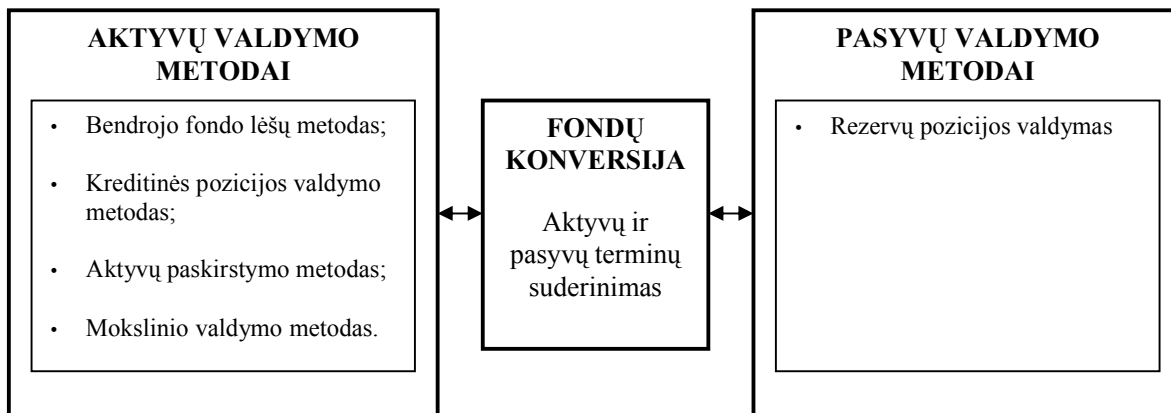 AKTYVŲ VALDYMO
METODAI
• Bendrojo fondo lėšų metodas;
• Kreditinės pozicijos valdymo
metodas;
• Aktyvų paskirstymo metodas;
• Mokslinio valdymo metodas.
FONDŲ
KONVERSIJA
Aktyvų ir
pasyvų terminų
suderinimas
PASYVŲ VALDYMO
METODAI
• Rezervų pozicijos valdymas